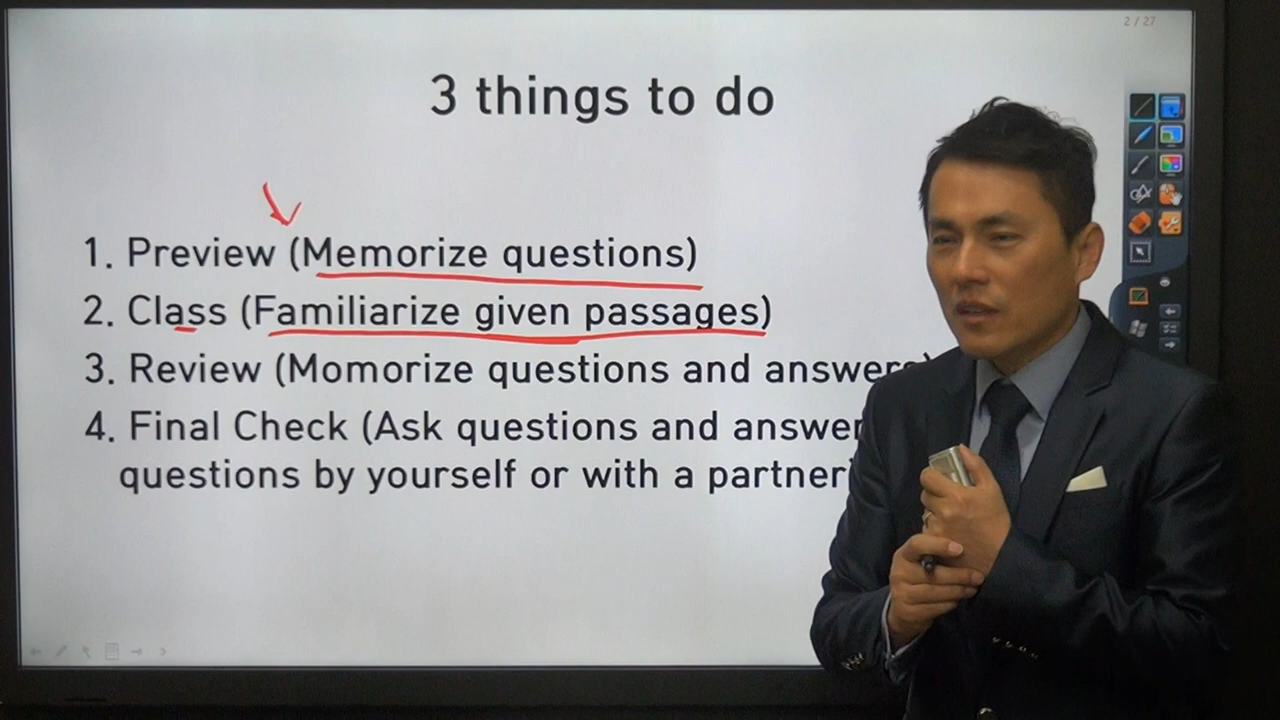 2 / 27
3 things to do
1. Preview (Memorize questions)
2. Class (Familiarize given passages)
3. Review (Momorize questions and answers)
4. Final Check (Ask questions and answer
questions by yourself or with a partner